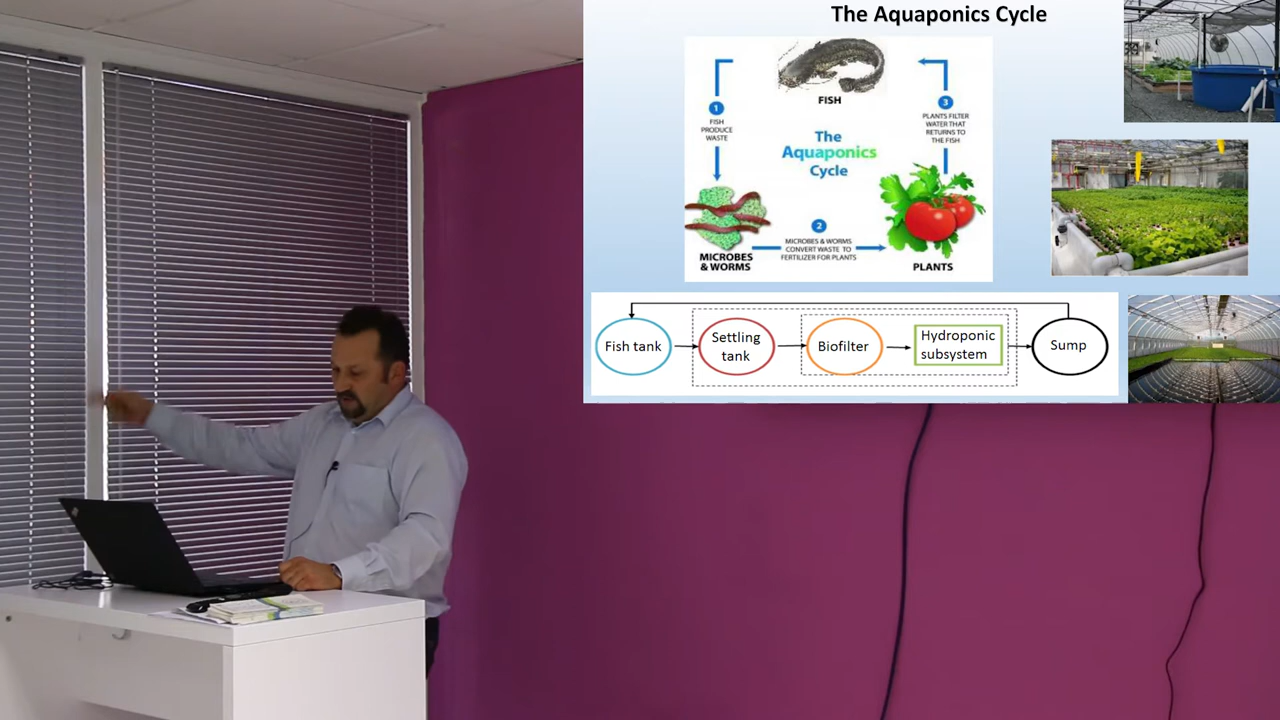 The Aquaponics Cycle
FISH
1
FISH
PRODUCE
WASTE
3
PLANTS FILTER
WATER THAT
RETURNS TO
THE FISH
The
Aquaponics
Cycle
2
MICROBES & WORMS
CONVERT WASTE TO
FERTILIZER FOR PLANTS
MICROBES
& WORMS
PLANTS
Fish tank
Settling
tank
Biofilter
Hydroponic
subsystem
Sump